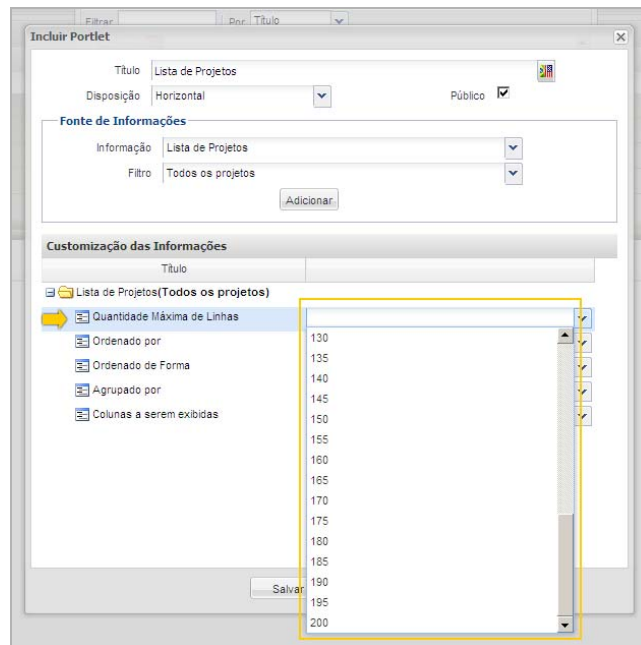 Filtrar Por Título
Incluir Portlet
Título Lista de Projetos
Disposição Horizontal Público
Fonte de Informações
Informação Lista de Projetos
Filtro Todos os projetos
Adicionar
Customização das Informações
Título
Lista de Projetos(Todos os projetos)
Quantidade Máxima de Linhas
Ordenado por
Ordenado de Forma
Agrupado por
Colunas a serem exibidas
130
135
140
145
150
155
160
165
170
175
180
185
190
195
200
Salvar